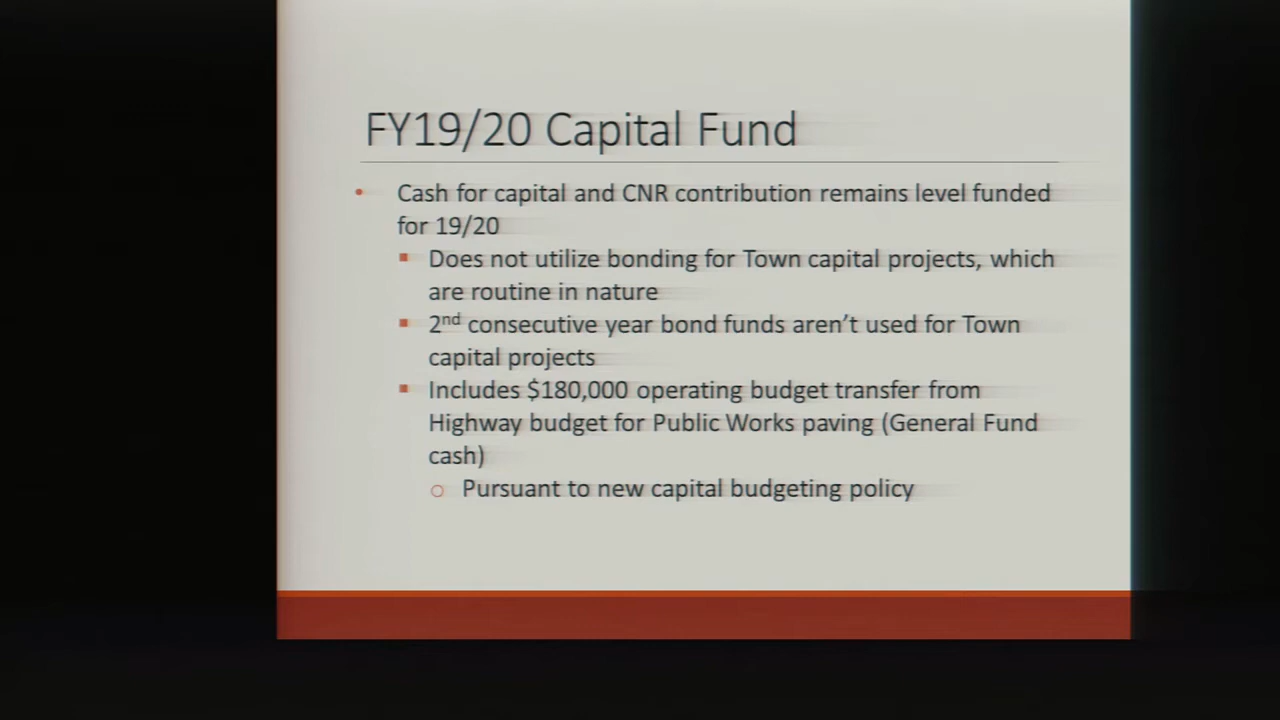 FY19/20 Capital Fund
• Cash for capital and CNR contribution remains level funded
for 19/20
▪ Does not utilize bonding for Town capital projects, which
are routine in nature
▪ 2nd consecutive year bond funds aren’t used for Town
capital projects
▪ Includes $180,000 operating budget transfer from
Highway budget for Public Works paving (General Fund
cash)
○ Pursuant to new capital budgeting policy